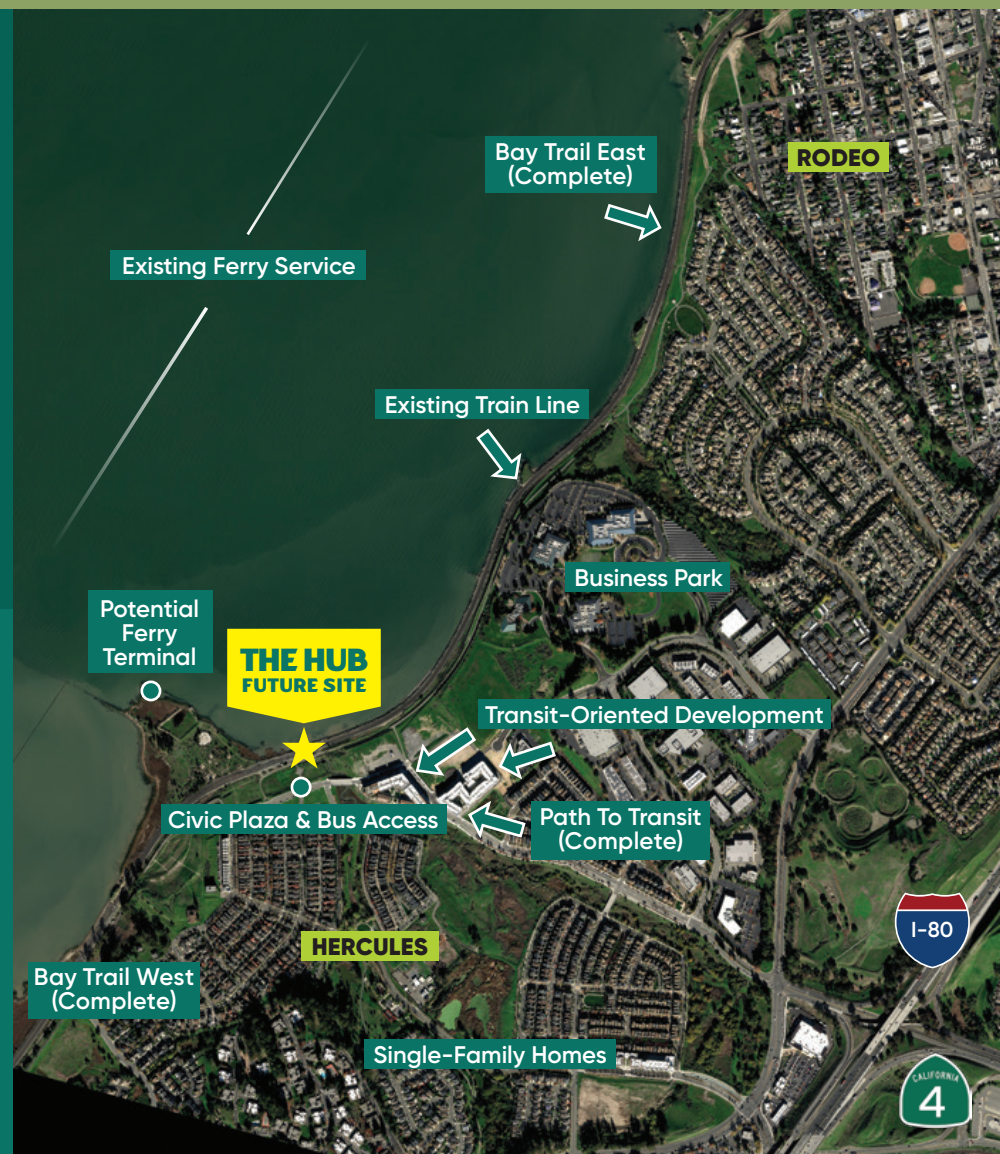 Bay Trail East
(Complete)
RODEO
Existing Ferry Service
Existing Train Line
Business Park
Potential
Ferry
Terminal
THE HUB
FUTURE SITE
Transit-Oriented Development
Civic Plaza & Bus Access
Path To Transit
(Complete)
I-80
HERCULES
Bay Trail West
(Complete)
Single-Family Homes
CALIFORNIA
4